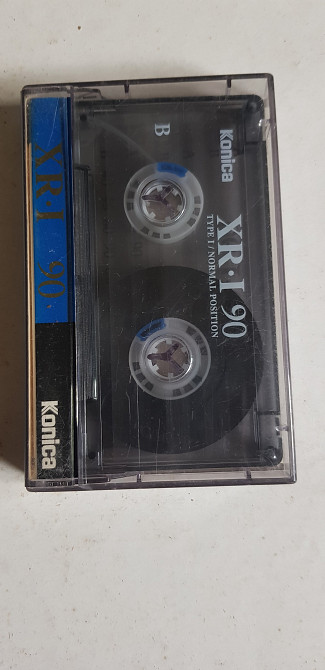 B
Konica
XR·I 90
TYPE I / NORMAL POSITION
XR·I 90
Konica